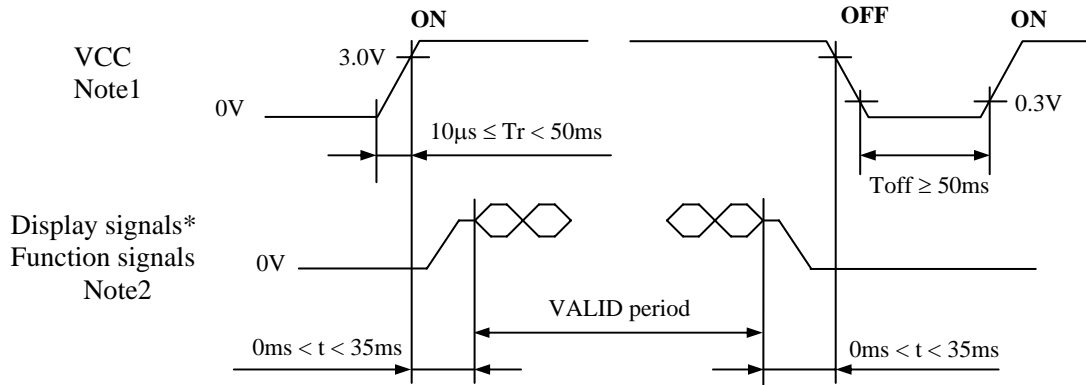 ON
OFF
ON
VCC
Note1
3.0V
0V
0.3V
10μs ≤ Tr < 50ms
Toff ≥ 50ms
Display signals*
Function signals
Note2
0V
VALID period
0ms < t < 35ms
0ms < t < 35ms